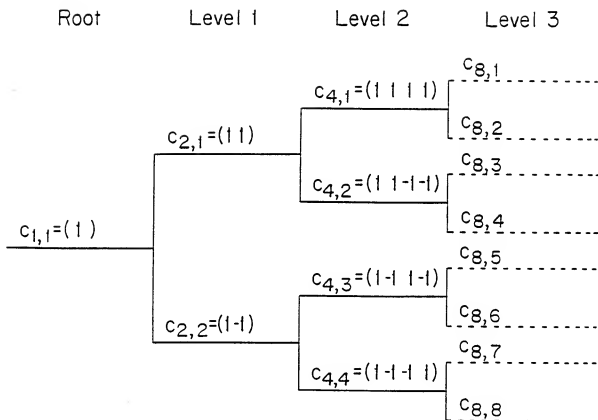 Root Level 1 Level 2 Level 3
c8,1
c4,1=(1 1 1 1)
c8,2
c2,1=(1 1)
c8,3
c4,2=(1 1-1-1)
c8,4
c1,1=(1)
c8,5
c4,3=(1-1 1-1)
c8,6
c2,2=(1-1)
c8,7
c4,4=(1-1-1 1)
c8,8